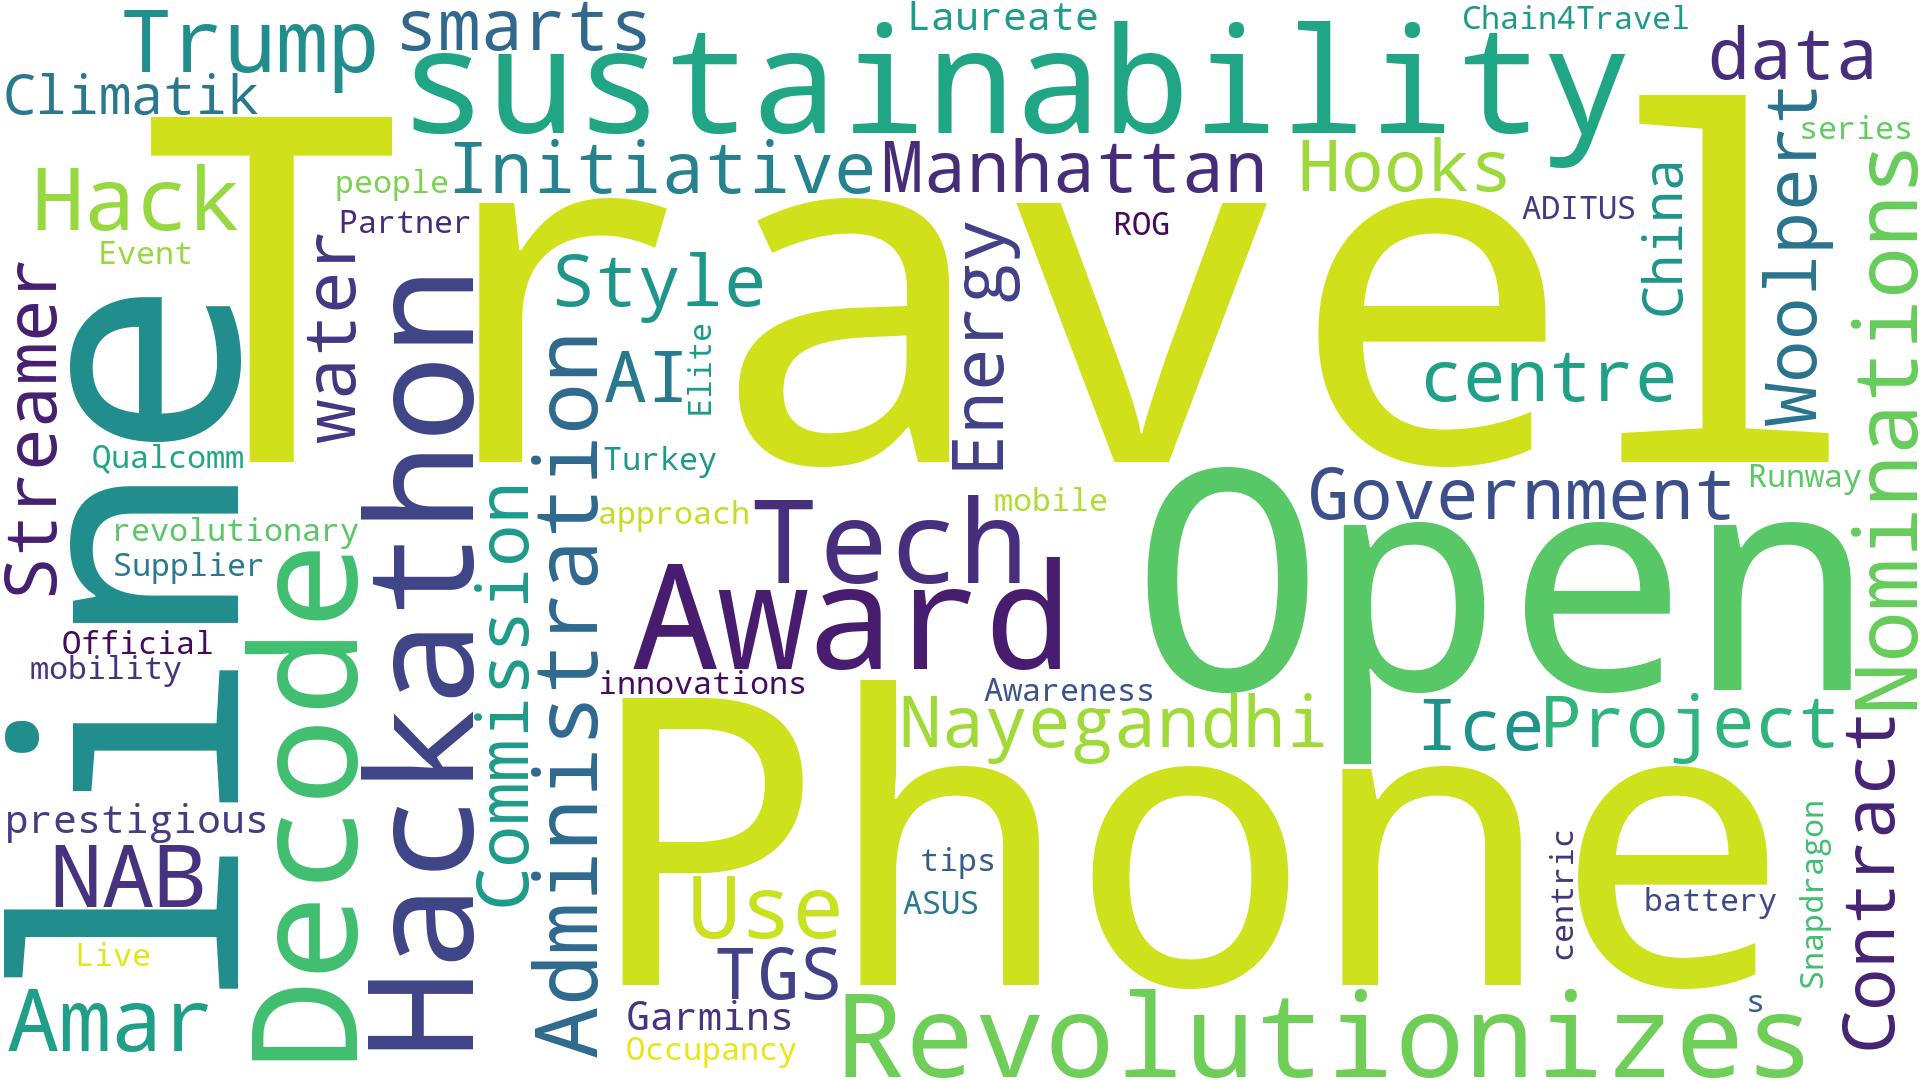 Trump
smarts
Laureate
Chain4Travel
data
Climatik
sustainability
Travel
Hack
people
Initiative
Manhattan
Hooks
series
Event
Partner
ROG
ADITUS
China
Woolpert
Nominations
Streamer
line
water
Hackathon
Style
Energy
AI
Elite
centre
Qualcomm
Turkey
Administration
Commission
approach
Tech
mobile
Government
Runway
Open
revolutionary
Supplier
Decode
Award
Official
mobility
innovations
Awareness
Nayegandhi
Ice
Project
Contract
Phone
prestigious
NAB
Use
tips
ASUS
centric
battery
Snapdragon
Live
TGS
Amar
Garmins
Occupancy
Revolutionizes
s